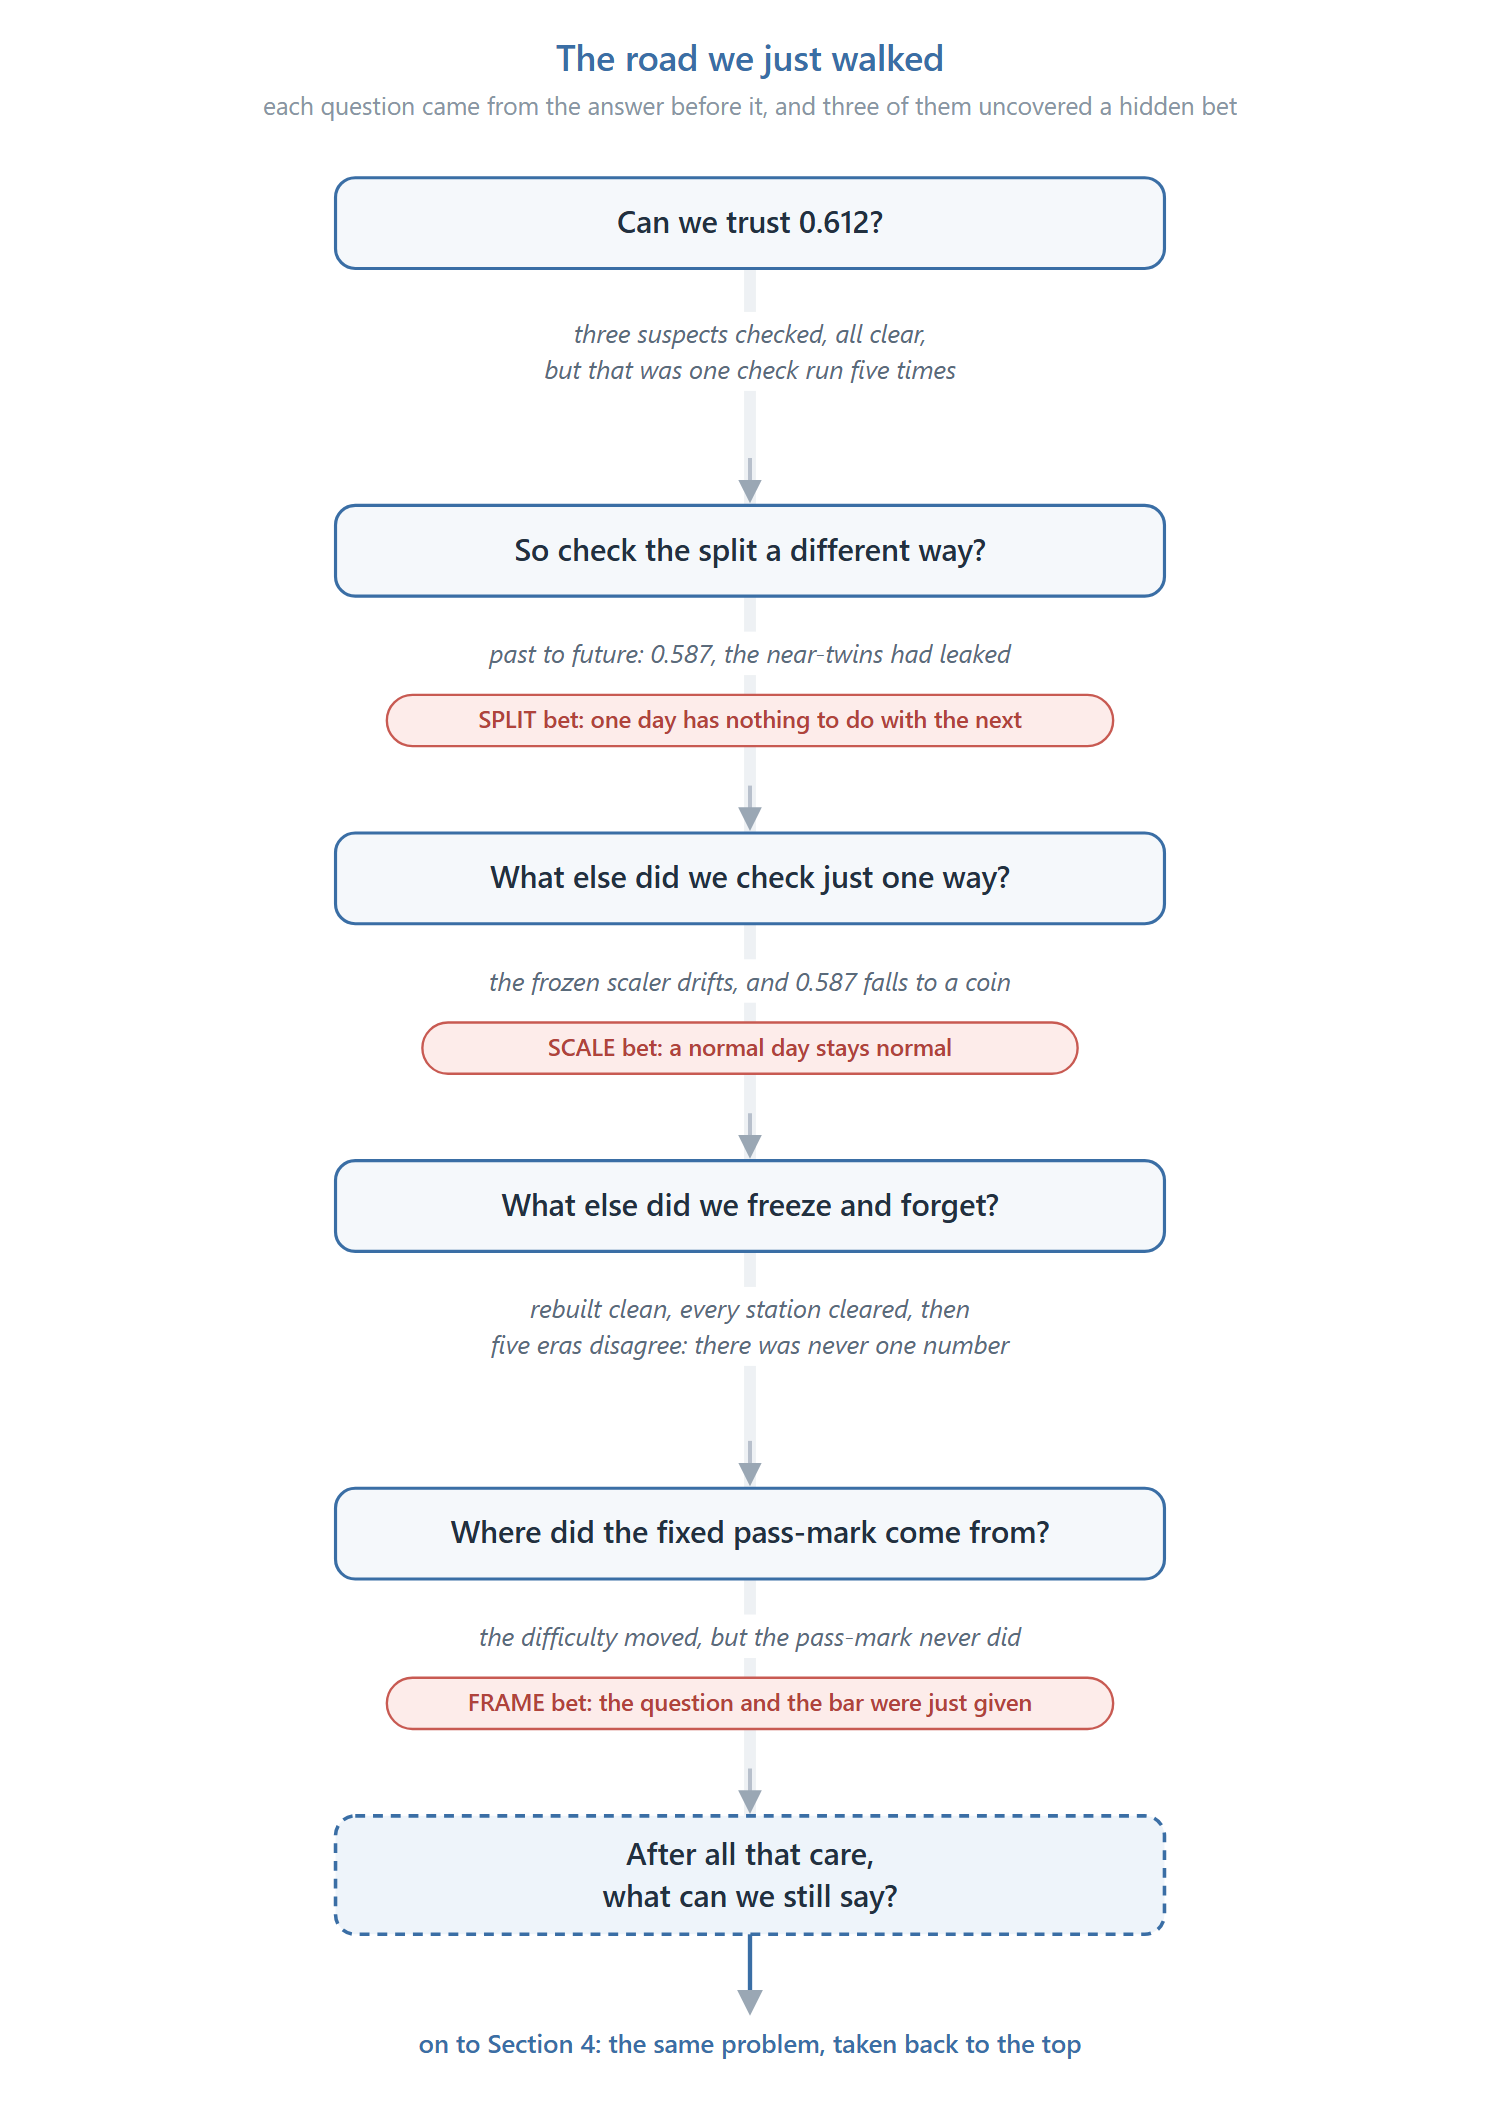 The road we just walked
each question came from the answer before it, and three of them uncovered a hidden bet
Can we trust 0.612?
three suspects checked, all clear,
but that was one check run five times
So check the split a different way?
past to future: 0.587, the near-twins had leaked
SPLIT bet: one day has nothing to do with the next
What else did we check just one way?
the frozen scaler drifts, and 0.587 falls to a coin
SCALE bet: a normal day stays normal
What else did we freeze and forget?
rebuilt clean, every station cleared, then
five eras disagree: there was never one number
Where did the fixed pass-mark come from?
the difficulty moved, but the pass-mark never did
FRAME bet: the question and the bar were just given
After all that care,
what can we still say?
on to Section 4: the same problem, taken back to the top